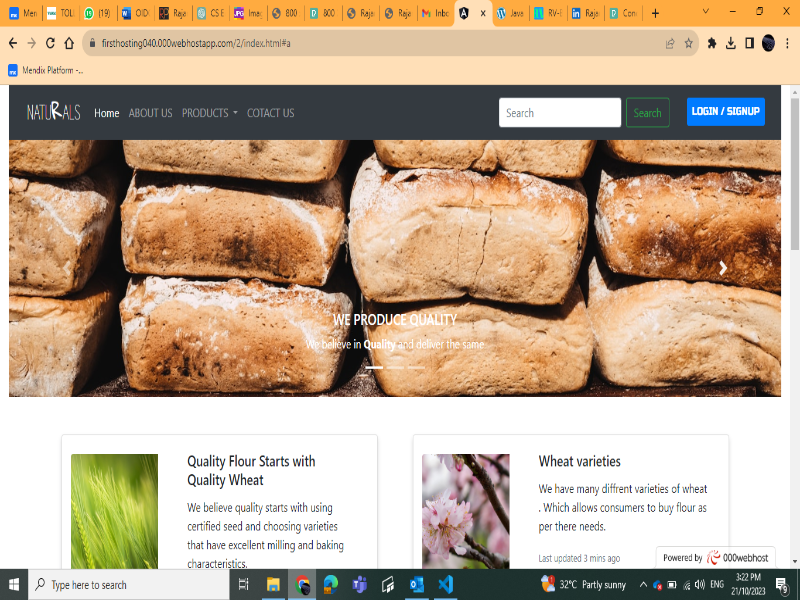 Men
TOLI
(19)
OID
Raja
CS E
Imag
800
800
Raja
Raja
Inbo
Java
RV-I
Raja
Con
firsthosting040.000webhostapp.com/2/index.html#a
Mendix Platform -...
NATURALS
Home
ABOUT US
PRODUCTS
COTACT US
Search
Search
LOGIN / SIGNUP
WE PRODUCE QUALITY
We believe in Quality and deliver the same
Quality Flour Starts with
Quality Wheat
We believe quality starts with using
certified seed and choosing varieties
that have excellent milling and baking
characteristics.
Wheat varieties
We have many diffrent varieties of wheat
. Which allows consumers to buy flour as
per there needs.
Last updated 3 mins ago
Powered by 000webhost
Type here to search
32°C Partly sunny
ENG
3:22 PM
21/10/2023
9